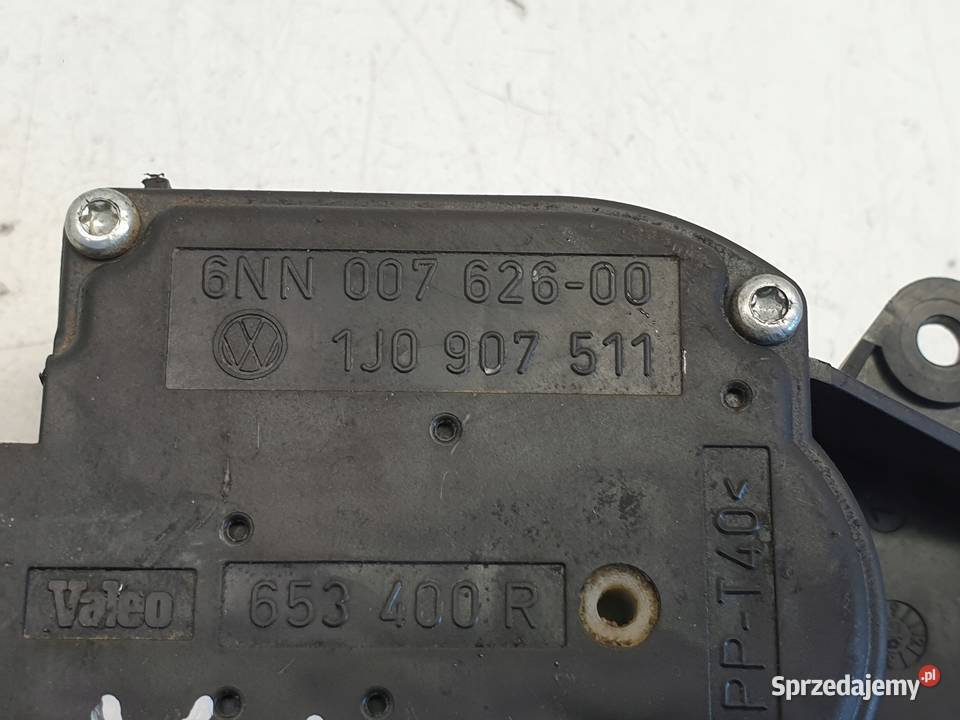 6NN 007 626-00
1J0 907 511
Valeo
653 400 R
PP-T40<
Sprzedajemy.pl